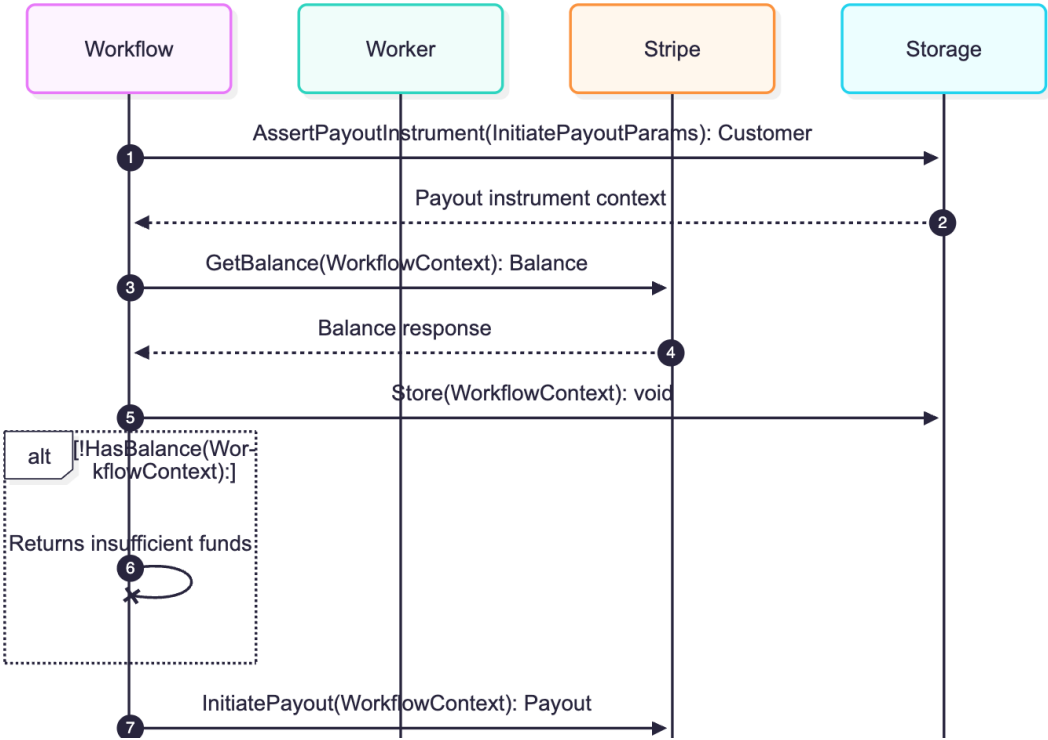 Workflow
Worker
Stripe
Storage
AssertPayoutInstrument(InitiatePayoutParams): Customer
1
Payout instrument context
2
GetBalance(WorkflowContext): Balance
3
Balance response
4
Store(WorkflowContext): void
5
alt
[!HasBalance(Wor-
kflowContext):]
Returns insufficient funds
6
InitiatePayout(WorkflowContext): Payout
7